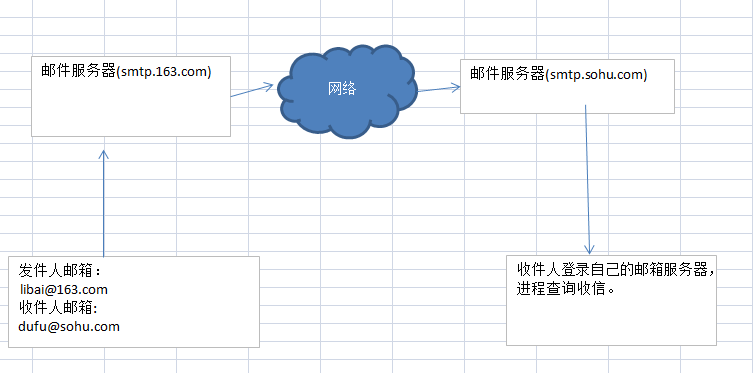 邮件服务器(smtp.163.com)
网络
邮件服务器(smtp.sohu.com)
发件人邮箱：
libai@163.com
收件人邮箱:
dufu@sohu.com
收件人登录自己的邮箱服务器，
进程查询收信。